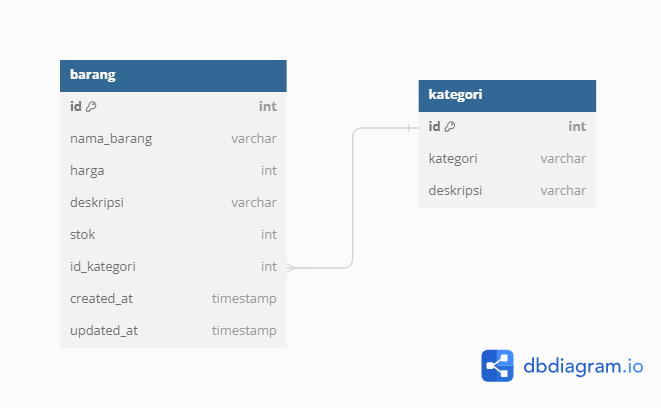 barang
id int
nama_barang varchar
harga int
deskripsi varchar
stok int
id_kategori int
created_at timestamp
updated_at timestamp
kategori
id int
kategori varchar
deskripsi varchar
dbdiagram.io